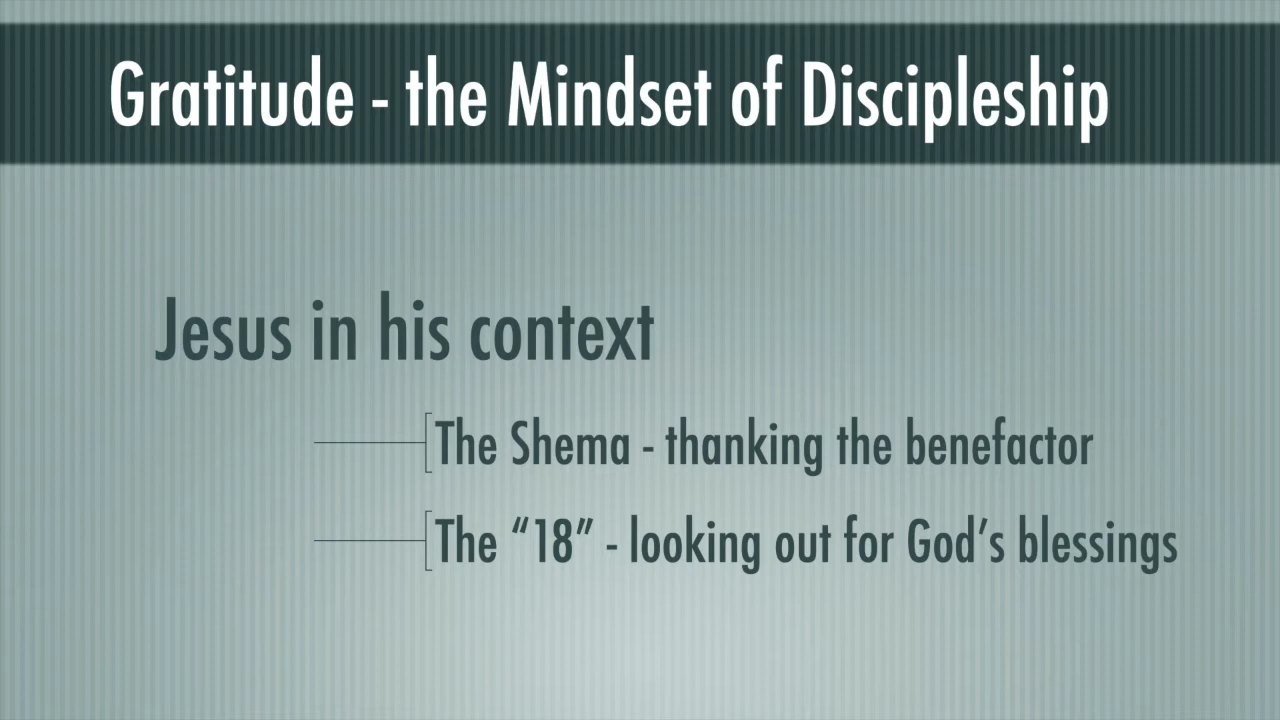 Gratitude - the Mindset of Discipleship
Jesus in his context
The Shema - thanking the benefactor
The “18” - looking out for God’s blessings